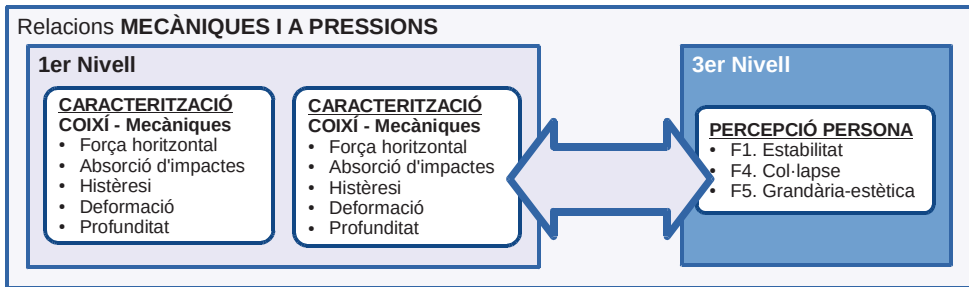 Relacions MECÀNIQUES I A PRESSIONS
1er Nivell
CARACTERITZACIÓ
COIXÍ - Mecàniques
• Força horitzontal
• Absorció d'impactes
• Histèresi
• Deformació
• Profunditat
CARACTERITZACIÓ
COIXÍ - Mecàniques
• Força horitzontal
• Absorció d'impactes
• Histèresi
• Deformació
• Profunditat
3er Nivell
PERCEPCIÓ PERSONA
• F1. Estabilitat
• F4. Col·lapse
• F5. Grandària-estètica